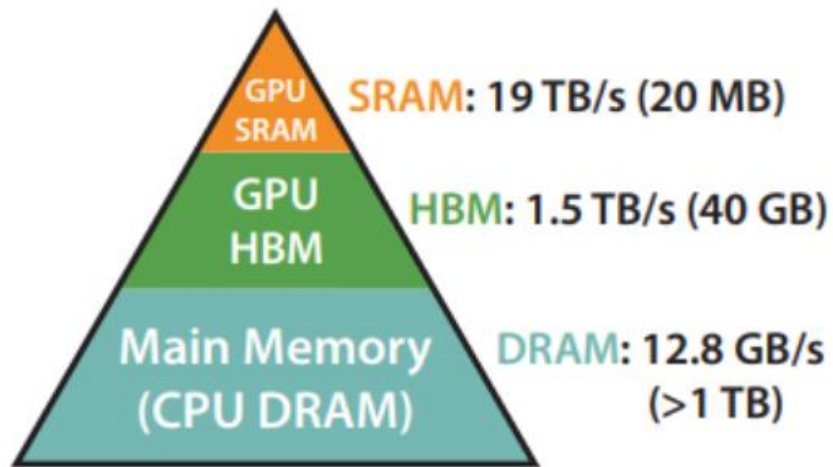 GPU
SRAM
SRAM: 19 TB/s (20 MB)
GPU
HBM
HBM: 1.5 TB/s (40 GB)
Main Memory
(CPU DRAM)
DRAM: 12.8 GB/s
(>1 TB)